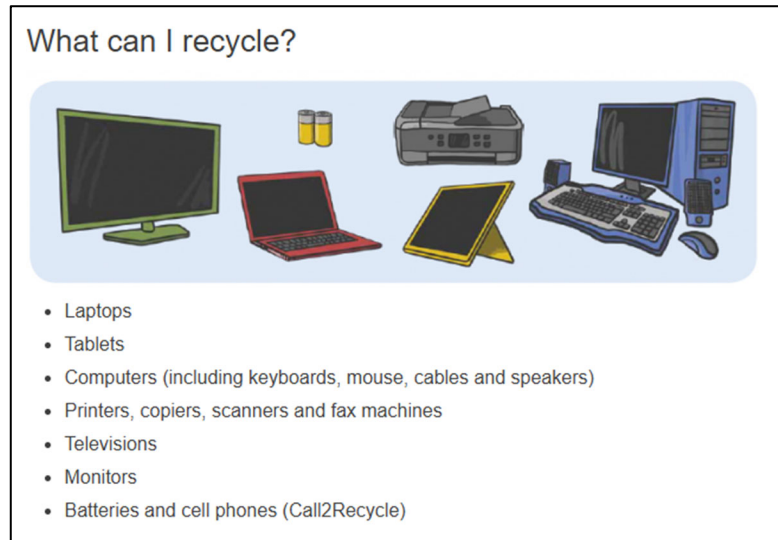 What can I recycle?
• Laptops
• Tablets
• Computers (including keyboards, mouse, cables and speakers)
• Printers, copiers, scanners and fax machines
• Televisions
• Monitors
• Batteries and cell phones (Call2Recycle)